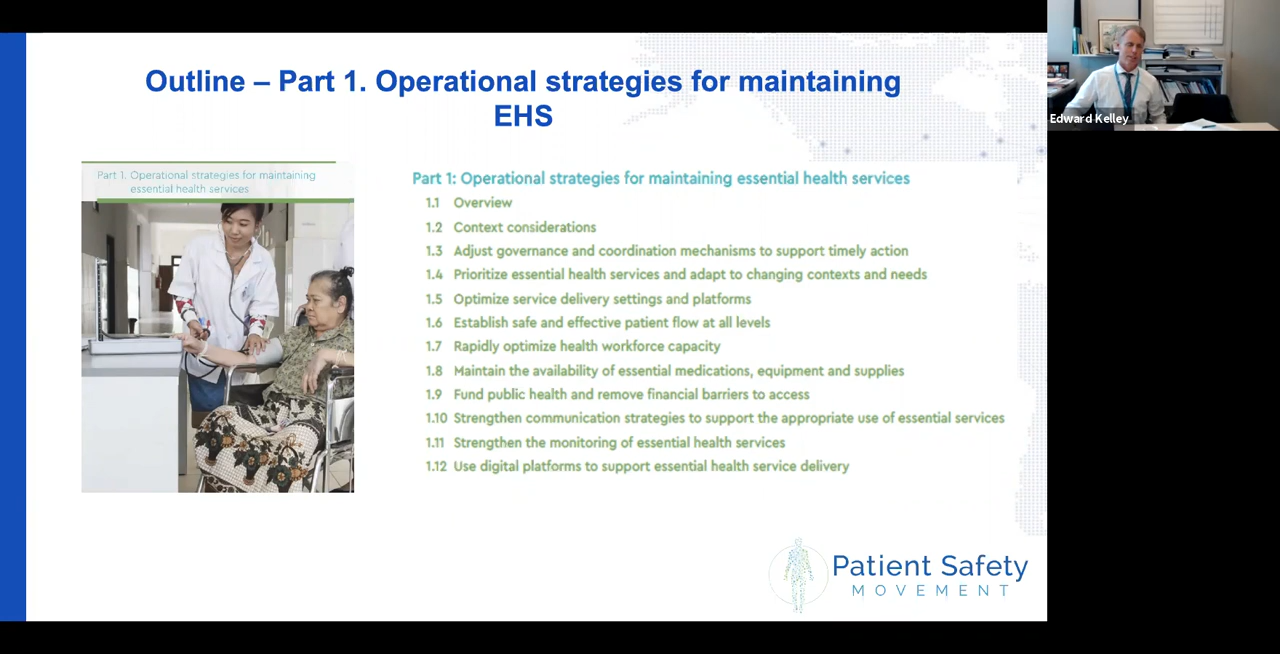 Outline – Part 1. Operational strategies for maintaining
EHS
Part 1. Operational strategies for maintaining
essential health services
Part 1: Operational strategies for maintaining essential health services
1.1 Overview
1.2 Context considerations
1.3 Adjust governance and coordination mechanisms to support timely action
1.4 Prioritize essential health services and adapt to changing contexts and needs
1.5 Optimize service delivery settings and platforms
1.6 Establish safe and effective patient flow at all levels
1.7 Rapidly optimize health workforce capacity
1.8 Maintain the availability of essential medications, equipment and supplies
1.9 Fund public health and remove financial barriers to access
1.10 Strengthen communication strategies to support the appropriate use of essential services
1.11 Strengthen the monitoring of essential health services
1.12 Use digital platforms to support essential health service delivery
Patient Safety
MOVEMENT
Edward Kelley